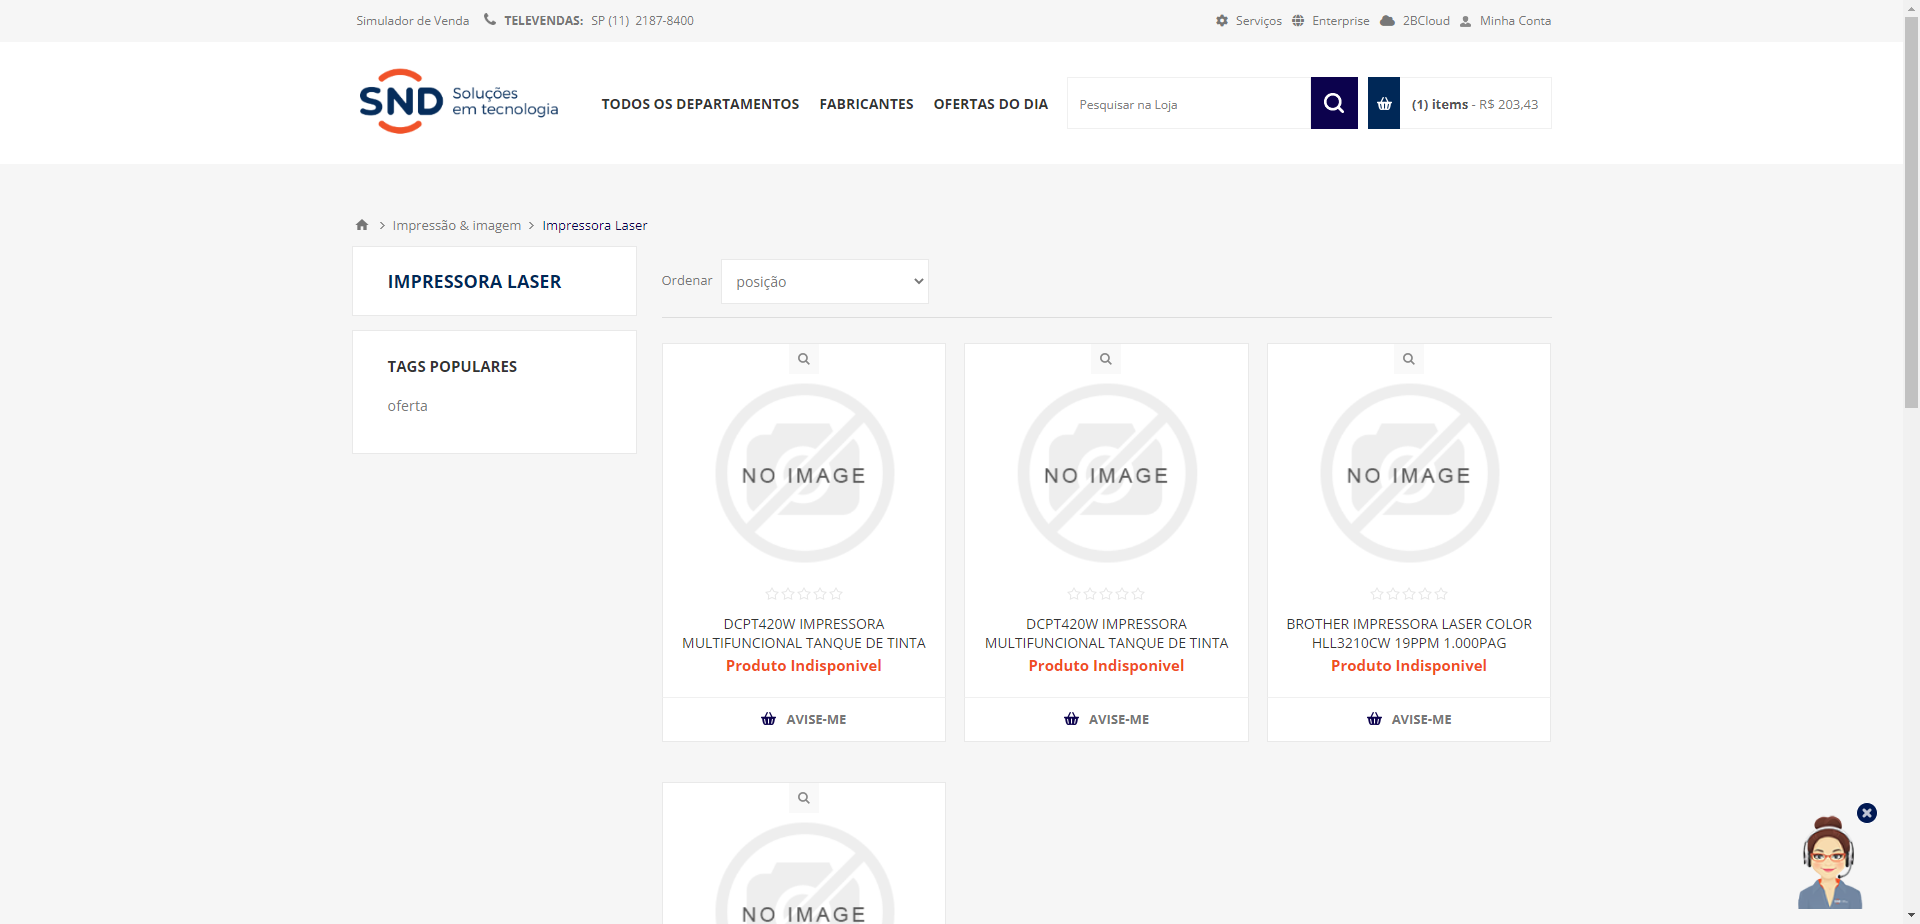 Simulador de Venda
TELEVENDAS: SP (11) 2187-8400
Serviços
Enterprise
2BCloud
Minha Conta
SND Soluções
em tecnologia
TODOS OS DEPARTAMENTOS
FABRICANTES
OFERTAS DO DIA
Pesquisar na Loja
(1) items - R$ 203,43
Impressão & imagem
Impressora Laser
IMPRESSORA LASER
Ordenar
posição
TAGS POPULARES
oferta
NO IMAGE
DCPT420W IMPRESSORA
MULTIFUNCIONAL TANQUE DE TINTA
Produto Indisponivel
AVISE-ME
NO IMAGE
DCPT420W IMPRESSORA
MULTIFUNCIONAL TANQUE DE TINTA
Produto Indisponivel
AVISE-ME
NO IMAGE
BROTHER IMPRESSORA LASER COLOR
HLL3210CW 19PPM 1.000PAG
Produto Indisponivel
AVISE-ME
NO IMAGE